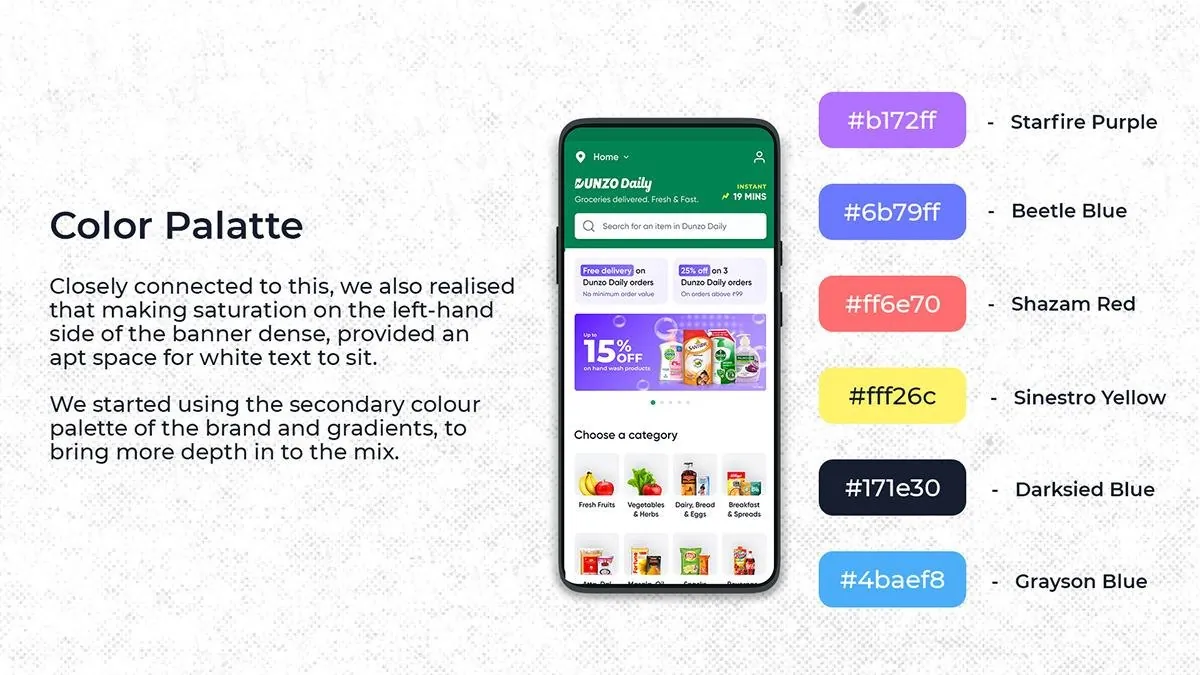 Color Palatte
Closely connected to this, we also realised
that making saturation on the left-hand
side of the banner dense, provided an
apt space for white text to sit.
We started using the secondary colour
palette of the brand and gradients, to
bring more depth in to the mix.
Home
DUNZO Daily
Groceries delivered. Fresh & Fast.
INSTANT
19 MINS
Search for an item in Dunzo Daily
Free delivery on
Dunzo Daily orders
No minimum order value
25% off on 3
Dunzo Daily orders
On orders above ₹99
Up to
15% OFF
on hand wash products
Choose a category
Fresh Fruits
Vegetables
& Herbs
Dairy, Bread
& Eggs
Breakfast
& Spreads
#b172ff - Starfire Purple
#6b79ff - Beetle Blue
#ff6e70 - Shazam Red
#fff26c - Sinestro Yellow
#171e30 - Darksied Blue
#4baef8 - Grayson Blue